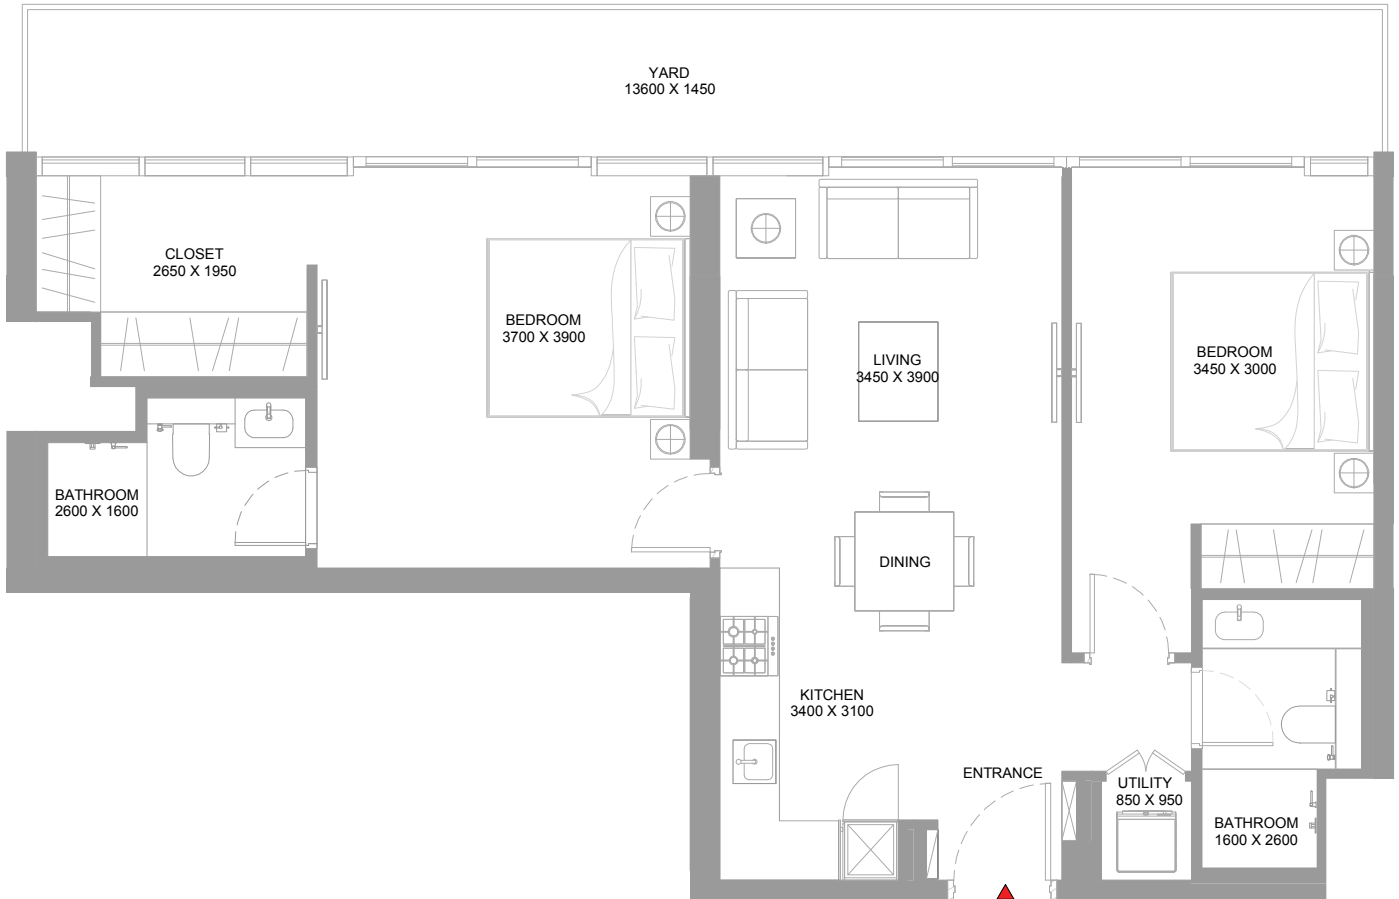 YARD
13600 X 1450
CLOSET
2650 X 1950
BEDROOM
3700 X 3900
LIVING
3450 X 3900
BEDROOM
3450 X 3000
BATHROOM
2600 X 1600
DINING
KITCHEN
3400 X 3100
ENTRANCE
UTILITY
850 X 950
BATHROOM
1600 X 2600